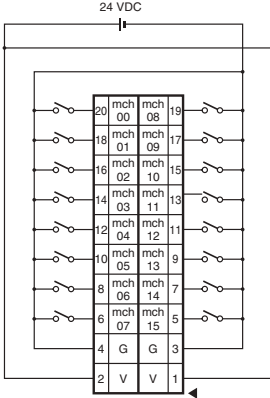 24 VDC
20 mch 00 mch 08 19
18 mch 01 mch 09 17
16 mch 02 mch 10 15
14 mch 03 mch 11 13
12 mch 04 mch 12 11
10 mch 05 mch 13 9
8 mch 06 mch 14 7
6 mch 07 mch 15 5
4 G G 3
2 V V 1